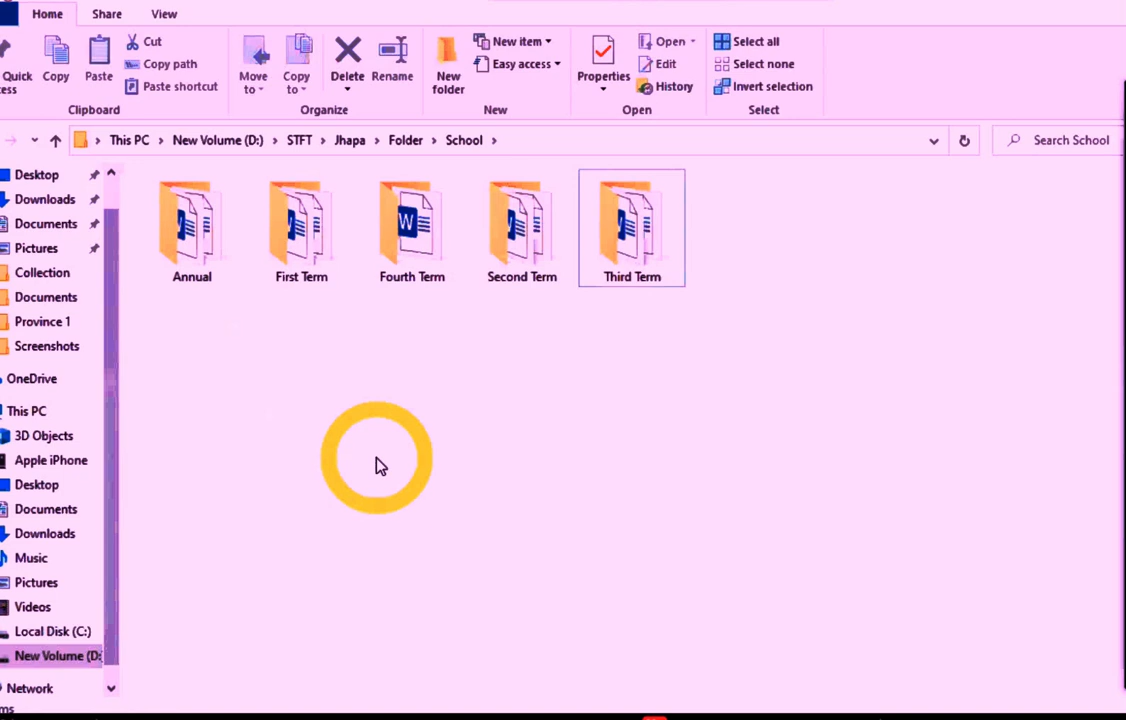 Home Share View
Quick
ess
Copy
Paste
Cut
Copy path
Paste shortcut
Clipboard
Move
to
Copy
to
Delete
Rename
Organize
New
folder
New item
Easy access
New
Properties
Open
Edit
History
Open
Select all
Select none
Invert selection
Select
This PC > New Volume (D:) > STFT > Jhapa > Folder > School >
Search School
Desktop
Downloads
Documents
Pictures
Collection
Documents
Province 1
Screenshots
OneDrive
This PC
3D Objects
Apple iPhone
Desktop
Documents
Downloads
Music
Pictures
Videos
Local Disk (C:)
New Volume (D:
Network
ms
W W W W W
Annual First Term Fourth Term Second Term Third Term